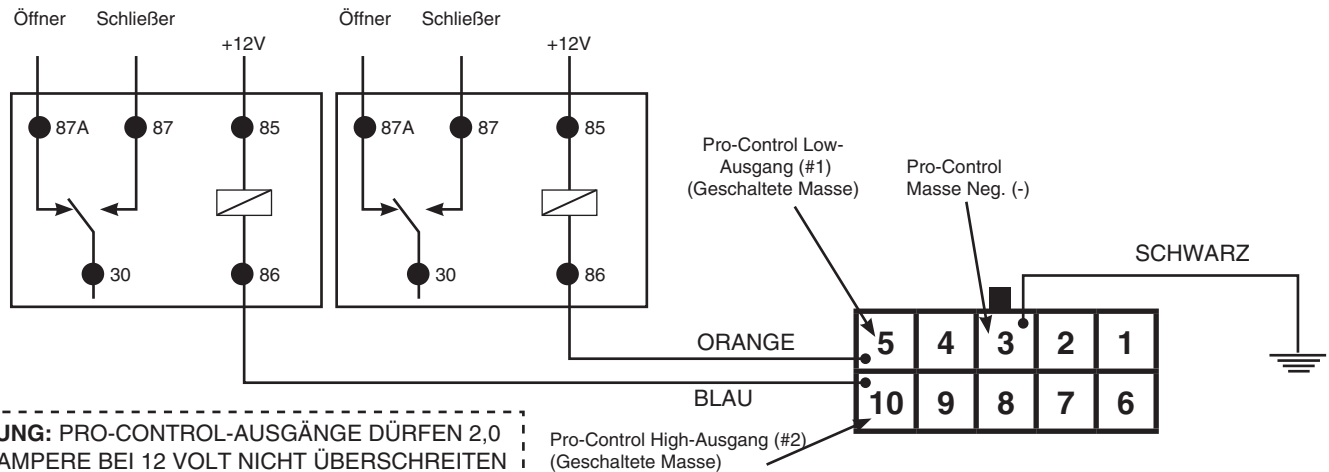 Öffner Schließer
+12V
87A 87 85
30 86
Öffner Schließer
+12V
87A 87 85
30 86
Pro-Control Low-
Ausgang (#1)
(Geschaltete Masse)
Pro-Control
Masse Neg. (-)
SCHWARZ
ORANGE
BLAU
5 4 3 2 1
10 9 8 7 6
Pro-Control High-Ausgang (#2)
(Geschaltete Masse)
UNG: PRO-CONTROL-AUSGÄNGE DÜRFEN 2,0
AMPERE BEI 12 VOLT NICHT ÜBERSCHREITEN